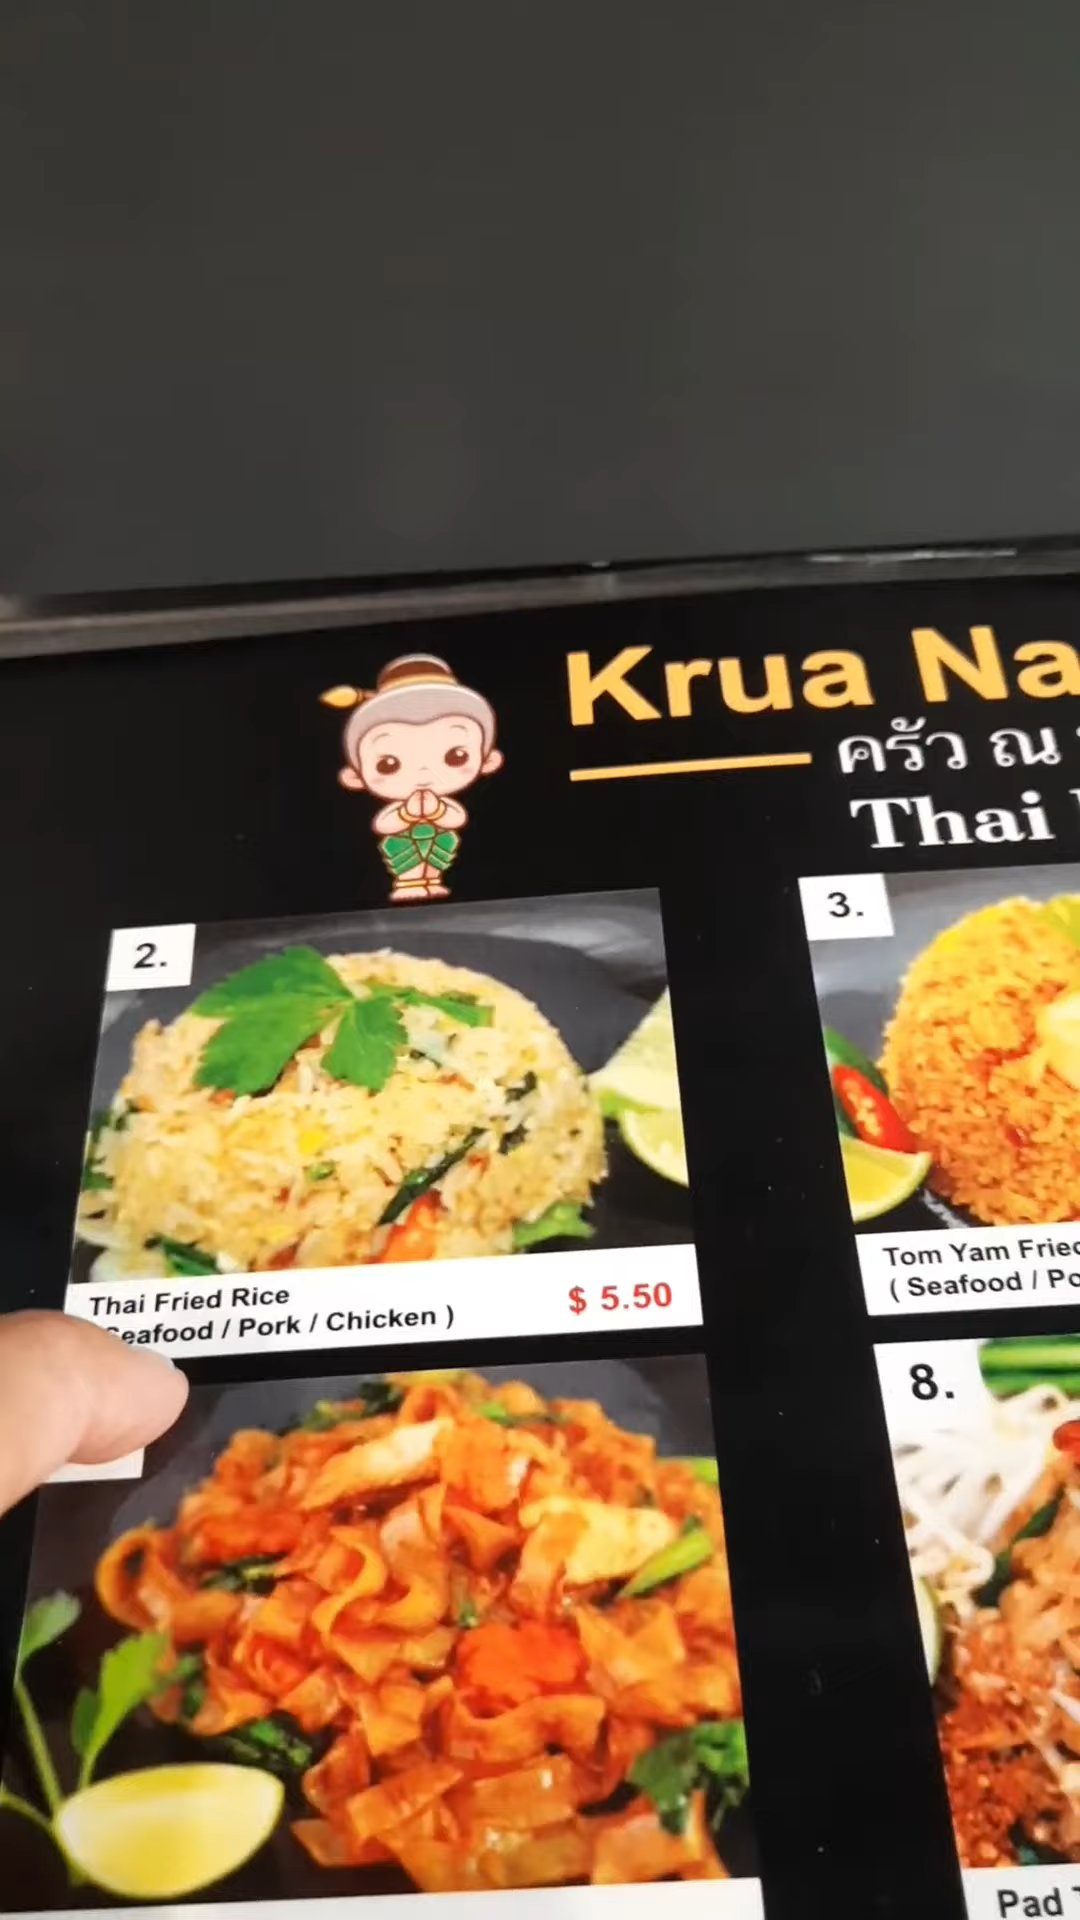 Krua Na
ครัว ณ
Thai
2.
3.
Thai Fried Rice
$ 5.50
Seafood / Pork / Chicken )
Tom Yam Fried
( Seafood / Po
8.
Pad